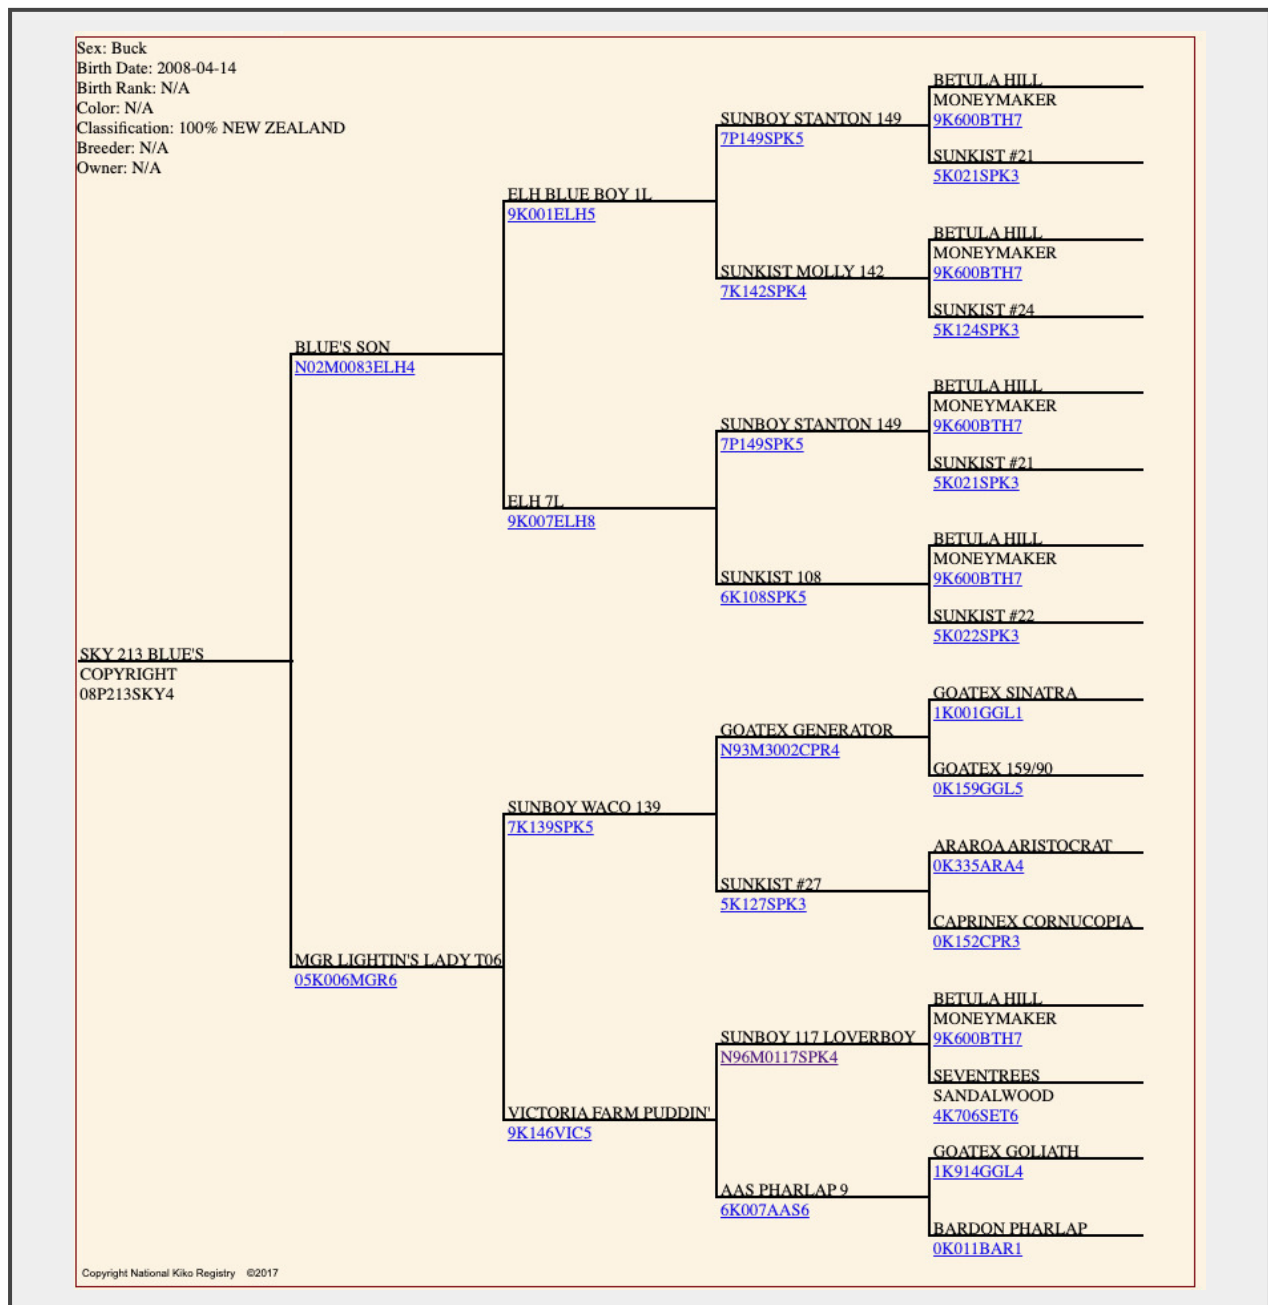 Sex: Buck
Birth Date: 2008-04-14
Birth Rank: N/A
Color: N/A
Classification: 100% NEW ZEALAND
Breeder: N/A
Owner: N/A
BETULA HILL
MONEYMAKER
9K600BTH7
SUNBOY STANTON 149
7P149SPK5
SUNKIST #21
5K021SPK3
ELH BLUE BOY 1L
9K001ELH5
BETULA HILL
MONEYMAKER
9K600BTH7
SUNKIST MOLLY 142
7K142SPK4
SUNKIST #24
5K124SPK3
BLUE'S SON
N02M0083ELH4
BETULA HILL
MONEYMAKER
9K600BTH7
SUNBOY STANTON 149
7P149SPK5
SUNKIST #21
5K021SPK3
ELH 7L
9K007ELH8
BETULA HILL
MONEYMAKER
9K600BTH7
SUNKIST 108
6K108SPK5
SUNKIST #22
5K022SPK3
SKY 213 BLUE'S
COPYRIGHT
08P213SKY4
GOATEX SINATRA
1K001GGL1
GOATEX GENERATOR
N93M3002CPR4
GOATEX 159/90
0K159GGL5
SUNBOY WACO 139
7K139SPK5
ARAROA ARISTOCRAT
0K335ARA4
SUNKIST #27
5K127SPK3
CAPRINEX CORNUCOPIA
0K152CPR3
MGR LIGHTIN'S LADY T06
05K006MGR6
BETULA HILL
MONEYMAKER
9K600BTH7
SUNBOY 117 LOVERBOY
N96M0117SPK4
SEVENTREES
SANDALWOOD
4K706SET6
VICTORIA FARM PUDDIN'
9K146VIC5
GOATEX GOLIATH
1K914GGL4
AAS PHARLAP 9
6K007AAS6
BARDON PHARLAP
0K011BAR1
Copyright National Kiko Registry ©2017